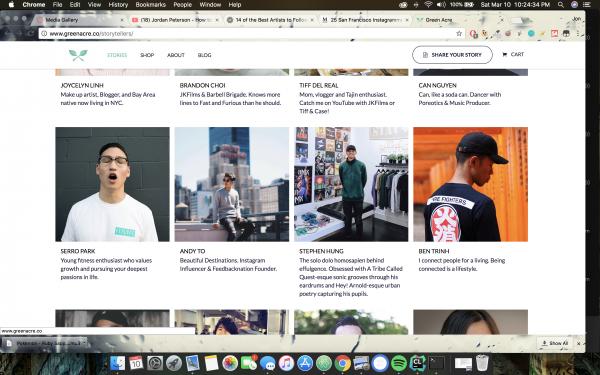 Chrome File Edit View History Bookmarks People Window Help
100% Sat Mar 10 10:24:34 PM
Media Gallery
(18) Jordan Peterson - How to
14 of the Best Artists to Follow
25 San Francisco Instagramm
Green Acre
Jon
www.greenacre.co/storytellers/
STORIES SHOP ABOUT BLOG SHARE YOUR STORY CART
JOYCELYN LINH
Make up artist, Blogger, and Bay Area
native now living in NYC.
BRANDON CHOI
JKFilms & Barbell Brigade. Knows more
lines to Fast and Furious than he should.
TIFF DEL REAL
Mom, vlogger and Tajin enthusiast.
Catch me on YouTube with JKFilms or
Tiff & Case!
CAN NGUYEN
Can, like a soda can. Dancer with
Poreotics & Music Producer.
RE FIGHTERS
SERRO PARK
Young fitness enthusiast who values
growth and pursuing your deepest
passions in life.
ANDY TO
Beautiful Destinations. Instagram
Influencer & Feedbacknation Founder.
STEPHEN HUNG
The solo dolo homosapien behind
effulgence. Obsessed with A Tribe Called
Quest-esque sonic grooves through his
eardrums and Hey! Arnold-esque urban
poetry capturing his pupils.
BEN TRINH
I connect people for a living. Being
connected is a lifestyle.
www.greenacre.co
Show All